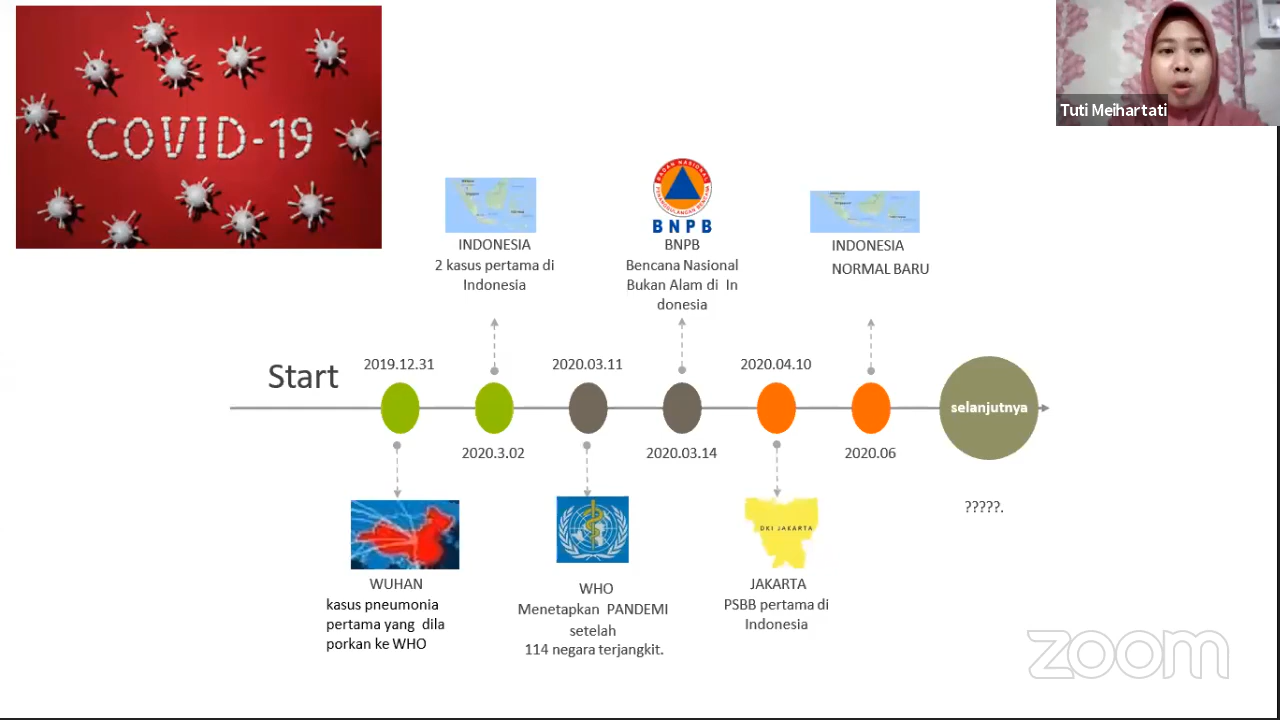 COVID-19
Tuti Meihartati
BNPB
INDONESIA
2 kasus pertama di
Indonesia
BNPB
Bencana Nasional
Bukan Alam di In
donesia
INDONESIA
NORMAL BARU
Start
2019.12.31
2020.03.11
2020.04.10
selanjutnya
2020.3.02
2020.03.14
2020.06
?????.
DKI JAKARTA
WUHAN
kasus pneumonia
pertama yang dila
porkan ke WHO
WHO
Menetapkan PANDEMI
setelah
114 negara terjangkit.
JAKARTA
PSBB pertama di
Indonesia
zoom